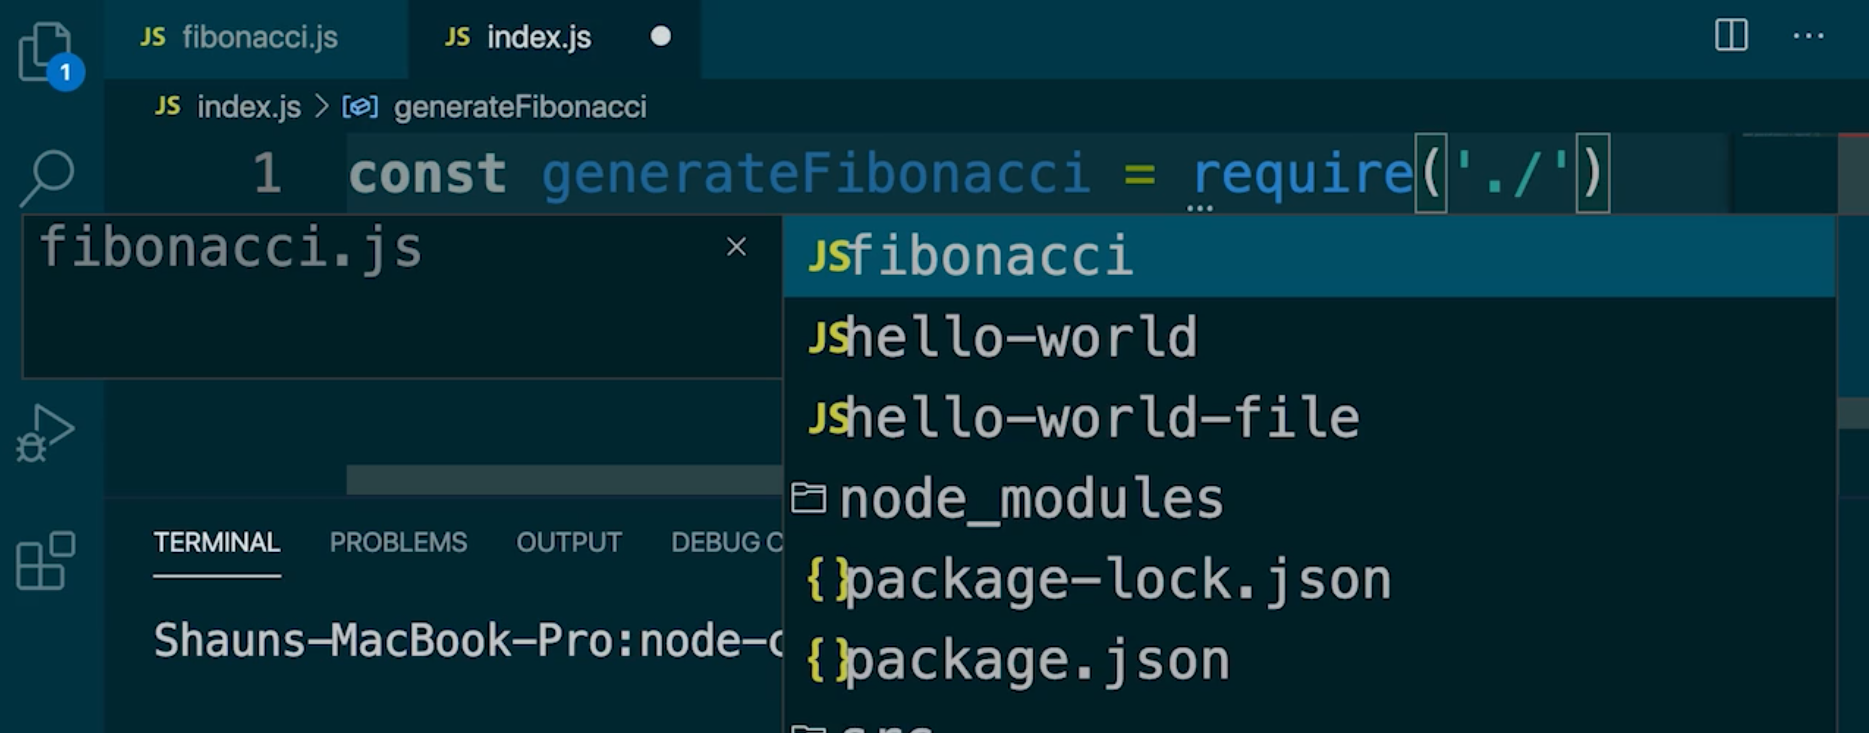 JS fibonacci.js JS index.js
1
JS index.js > generateFibonacci
1 const generateFibonacci = require('./')
fibonacci.js
JS fibonacci
JS hello-world
JS hello-world-file
node_modules
{} package-lock.json
{} package.json
TERMINAL PROBLEMS OUTPUT DEBUG C
Shauns-MacBook-Pro:node-c